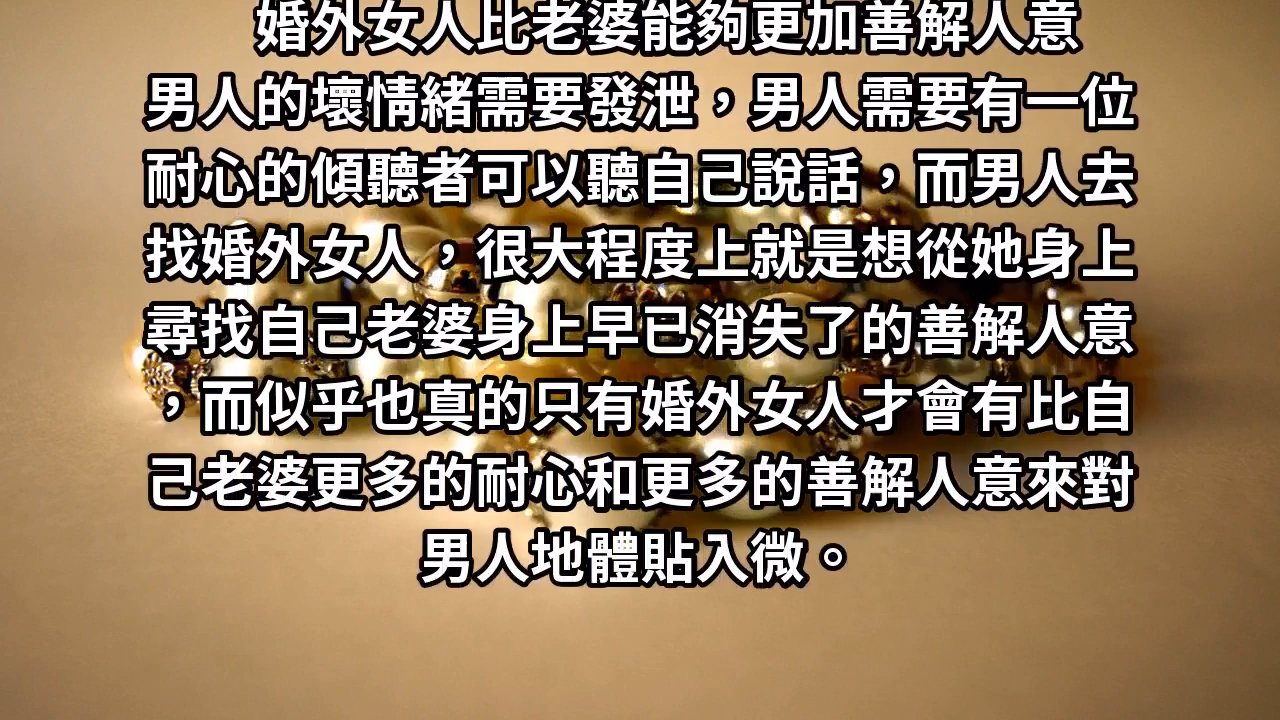 婚外女人比老婆能夠更加善解人意
男人的壞情緒需要發泄，男人需要有一位
耐心的傾聽者可以聽自己說話，而男人去
找婚外女人，很大程度上就是想從她身上
尋找自己老婆身上早已消失了的善解人意
，而似乎也真的只有婚外女人才會有比自
己老婆更多的耐心和更多的善解人意來對
男人地體貼入微。